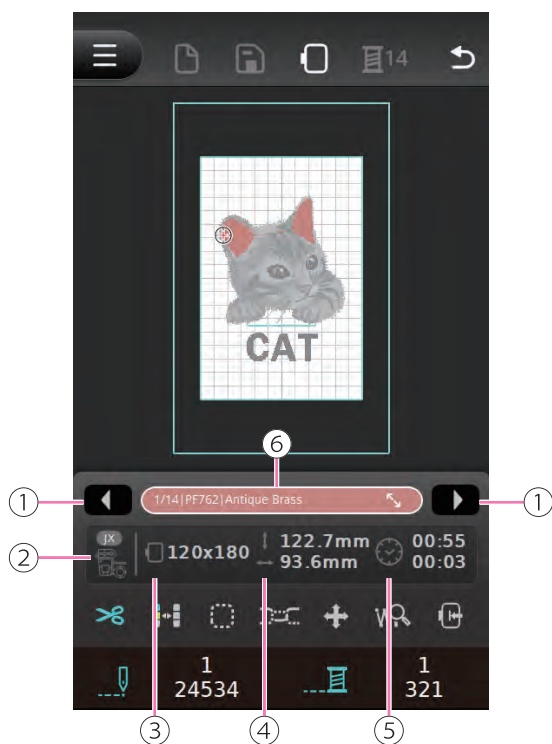 14
CAT
⑥
① 1/14|PF762|Antique Brass ①
② JX 120x180 122.7mm 00:55
93.6mm 00:03
W
1 1
24534 321
③ ④ ⑤